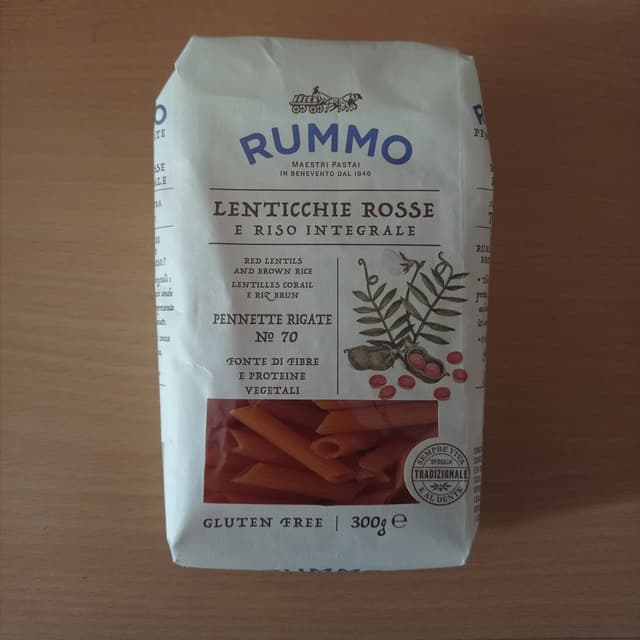 RUMMO
MAESTRI PASTAI
IN BENEVENTO DAL 1846
LENTICCHIE ROSSE
E RISO INTEGRALE
RED LENTILS
AND BROWN RICE
LENTILLES CORAIL
E RIZ BRUN
PENNETTE RIGATE
Nº 70
FONTE DI FIBRE
E PROTEINE
VEGETALI
SEMPRE VIVA
SFOGLIA
TRADIZIONALE
E AL DENTE
GLUTEN FREE | 300g ℮